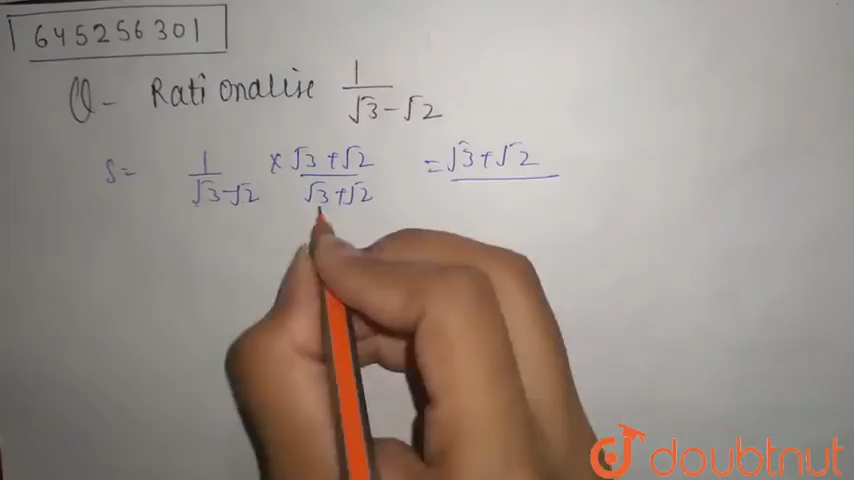 645256301
Q- Rationalise 1/(√3-√2)
S= 1/(√3-√2) × (√3+√2)/(√3+√2) = √3+√2
doubtnut